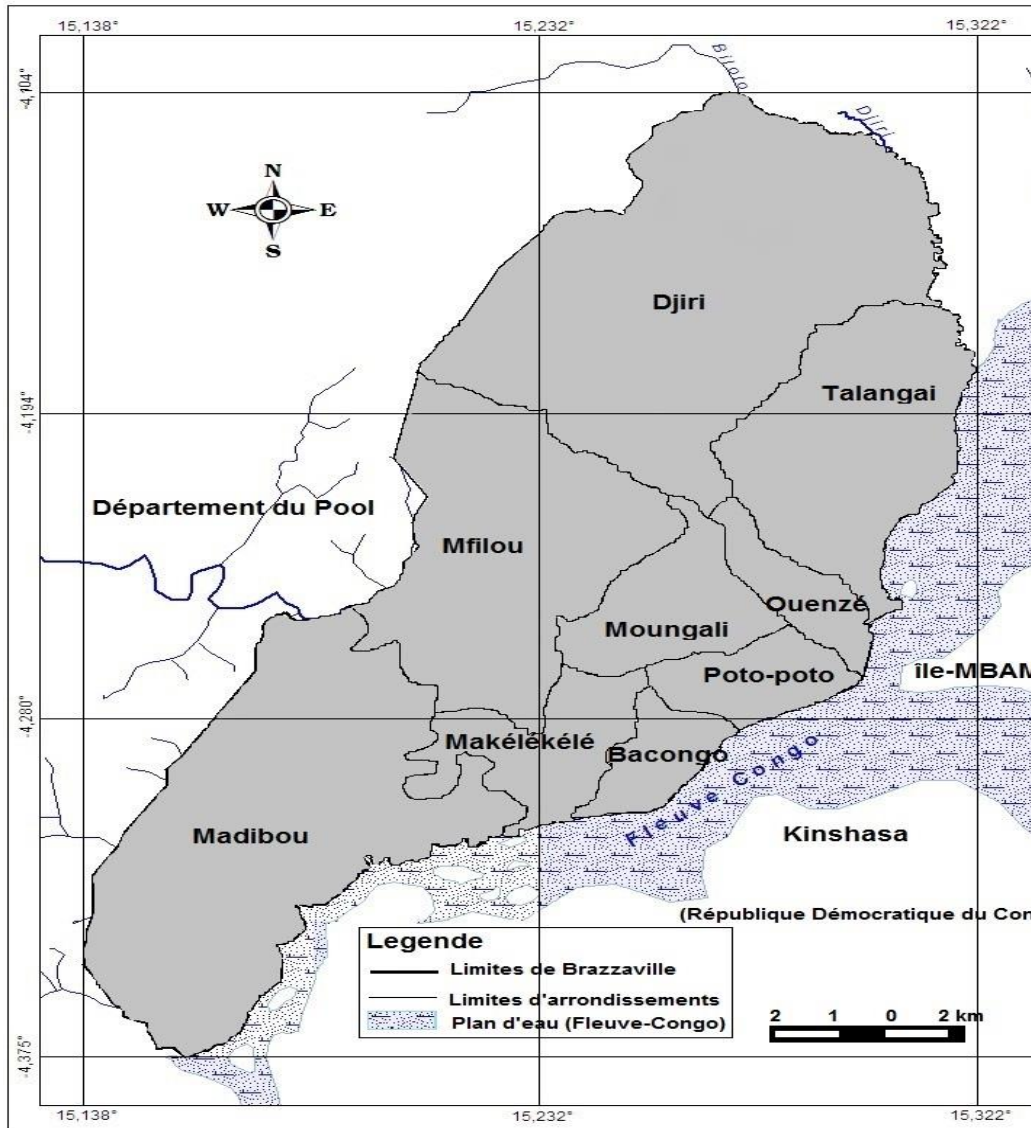 15,138°
15,232°
15,322°
-4,104°
Biloto
Djiri
N
W
E
S
Djiri
Talangai
-4,194°
Département du Pool
Mfilou
Ouenzé
Moungali
Poto-poto
île-MBAM
-4,280°
Makélékélé
Bacongo
Fleuve Congo
Madibou
Kinshasa
(République Démocratique du Con
Legende
Limites de Brazzaville
Limites d'arrondissements
Plan d'eau (Fleuve-Congo)
2 1 0 2 km
-4,375°
15,138°
15,232°
15,322°